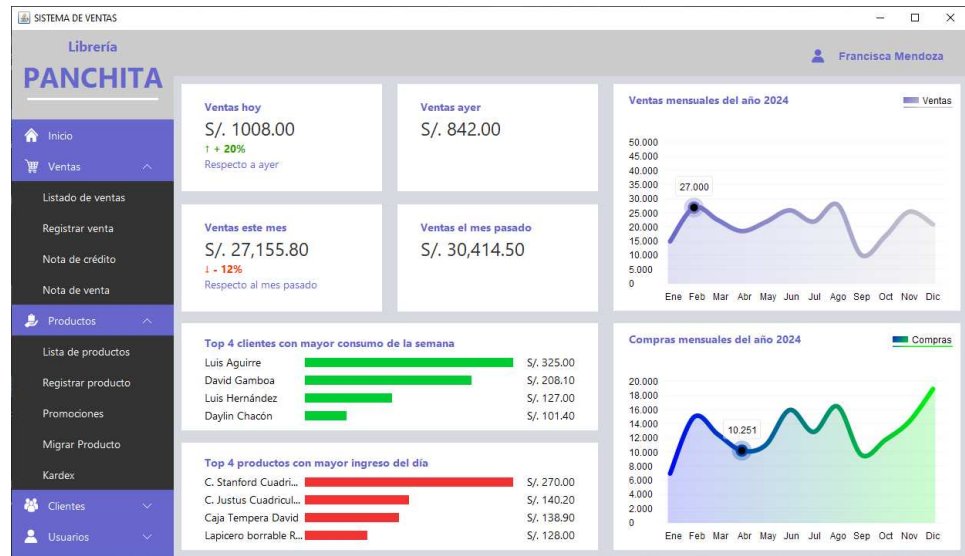 SISTEMA DE VENTAS
Librería
PANCHITA
Francisca Mendoza
Inicio
Ventas
Listado de ventas
Registrar venta
Nota de crédito
Nota de venta
Productos
Lista de productos
Registrar producto
Promociones
Migrar Producto
Kardex
Clientes
Usuarios
Ventas hoy
S/. 1008.00
↑ + 20%
Respecto a ayer
Ventas ayer
S/. 842.00
Ventas este mes
S/. 27,155.80
↓ - 12%
Respecto al mes pasado
Ventas el mes pasado
S/. 30,414.50
Top 4 clientes con mayor consumo de la semana
Luis Aguirre S/. 325.00
David Gamboa S/. 208.10
Luis Hernández S/. 127.00
Daylin Chacón S/. 101.40
Top 4 productos con mayor ingreso del día
C. Stanford Cuadri... S/. 270.00
C. Justus Cuadricul... S/. 140.20
Caja Tempera David S/. 138.90
Lapicero borrable R... S/. 128.00
Ventas mensuales del año 2024
Ventas
50.000
45.000
40.000
35.000
30.000
25.000
20.000
15.000
10.000
5.000
0
27.000
Ene Feb Mar Abr May Jun Jul Ago Sep Oct Nov Dic
Compras mensuales del año 2024
Compras
20.000
18.000
16.000
14.000
12.000
10.000
8.000
6.000
4.000
2.000
0
10.251
Ene Feb Mar Abr May Jun Jul Ago Sep Oct Nov Dic